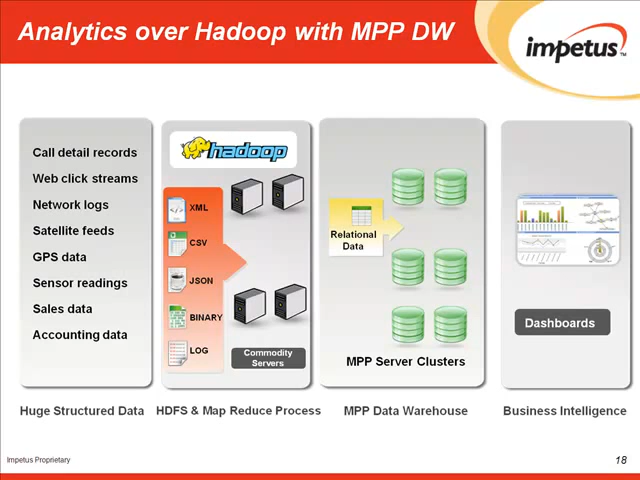 Analytics over Hadoop with MPP DW
impetus™
Call detail records
Web click streams
Network logs
Satellite feeds
GPS data
Sensor readings
Sales data
Accounting data
Huge Structured Data
hadoop
XML
CSV
JSON
BINARY
LOG
Commodity
Servers
HDFS & Map Reduce Process
Relational
Data
MPP Server Clusters
MPP Data Warehouse
Dashboards
Business Intelligence
Impetus Proprietary
18